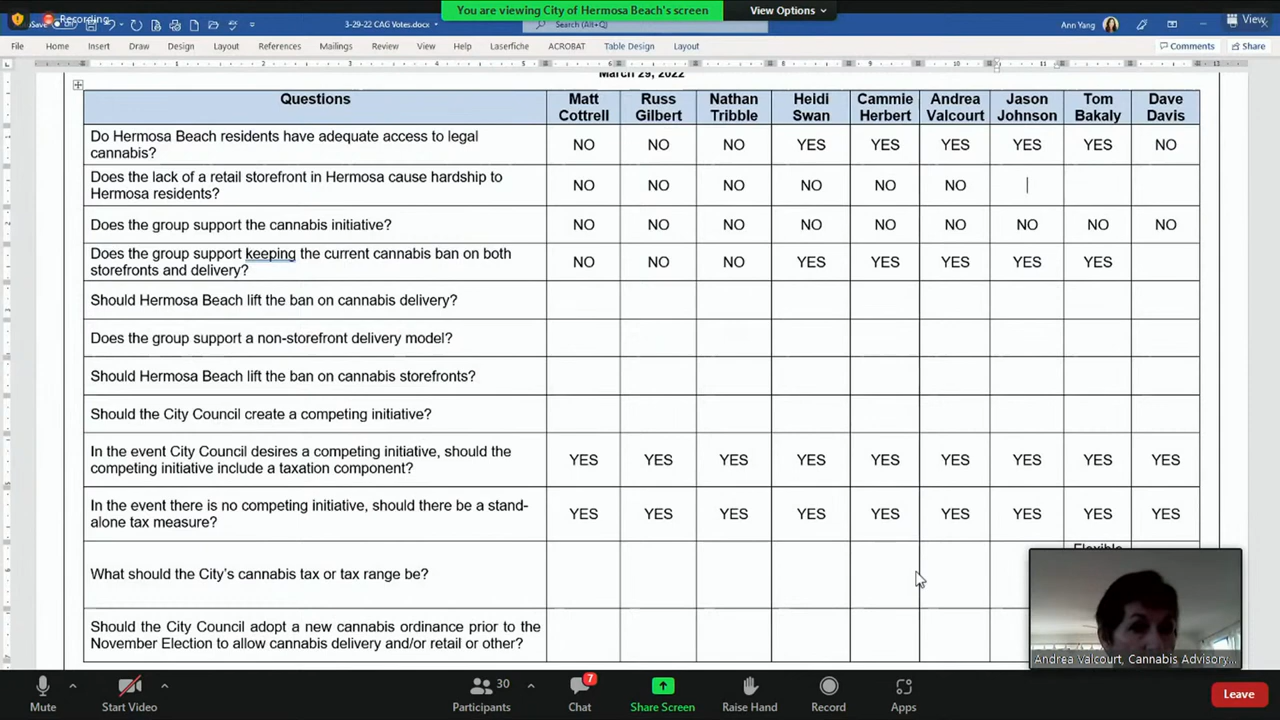 You are viewing City of Hermosa Beach's screen
View Options
Recording
3-29-22 CAG Votes.docx
Search (Alt+Q)
Ann Yang
View
File Home Insert Draw Design Layout References Mailings Review View Help Laserfiche ACROBAT Table Design Layout Comments Share
March 29, 2022
Questions Matt Cottrell Russ Gilbert Nathan Tribble Heidi Swan Cammie Herbert Andrea Valcourt Jason Johnson Tom Bakaly Dave Davis
Do Hermosa Beach residents have adequate access to legal
cannabis?
NO NO NO YES YES YES YES YES NO
Does the lack of a retail storefront in Hermosa cause hardship to
Hermosa residents?
NO NO NO NO NO NO
Does the group support the cannabis initiative? NO NO NO NO NO NO NO NO NO
Does the group support keeping the current cannabis ban on both
storefronts and delivery?
NO NO NO YES YES YES YES YES
Should Hermosa Beach lift the ban on cannabis delivery?
Does the group support a non-storefront delivery model?
Should Hermosa Beach lift the ban on cannabis storefronts?
Should the City Council create a competing initiative?
In the event City Council desires a competing initiative, should the
competing initiative include a taxation component?
YES YES YES YES YES YES YES YES YES
In the event there is no competing initiative, should there be a stand-
alone tax measure?
YES YES YES YES YES YES YES YES YES
Flexible
What should the City's cannabis tax or tax range be?
Should the City Council adopt a new cannabis ordinance prior to the
November Election to allow cannabis delivery and/or retail or other?
Andrea Valcourt, Cannabis Advisory...
Mute Start Video Participants 30 Chat 7 Share Screen Raise Hand Record Apps Leave